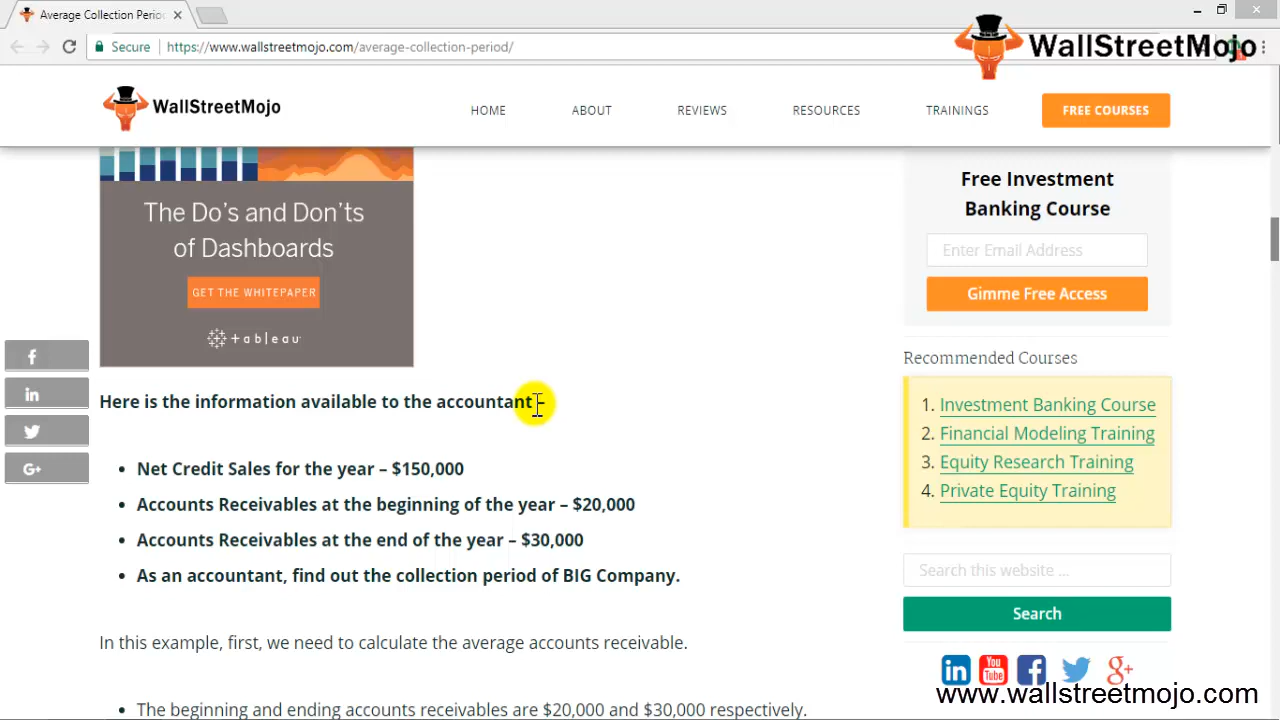 Average Collection Perio
Secure
https://www.wallstreetmojo.com/average-collection-period/
WallStreetMojo
WallStreetMojo
HOME
ABOUT
REVIEWS
RESOURCES
TRAININGS
FREE COURSES
The Do's and Don'ts
of Dashboards
GET THE WHITEPAPER
tableau
Free Investment
Banking Course
Enter Email Address
Gimme Free Access
Recommended Courses
1. Investment Banking Course
2. Financial Modeling Training
3. Equity Research Training
4. Private Equity Training
Search this website ...
Search
Here is the information available to the accountant –
• Net Credit Sales for the year – $150,000
• Accounts Receivables at the beginning of the year – $20,000
• Accounts Receivables at the end of the year – $30,000
• As an accountant, find out the collection period of BIG Company.
In this example, first, we need to calculate the average accounts receivable.
• The beginning and ending accounts receivables are $20,000 and $30,000 respectively.
www.wallstreetmojo.com